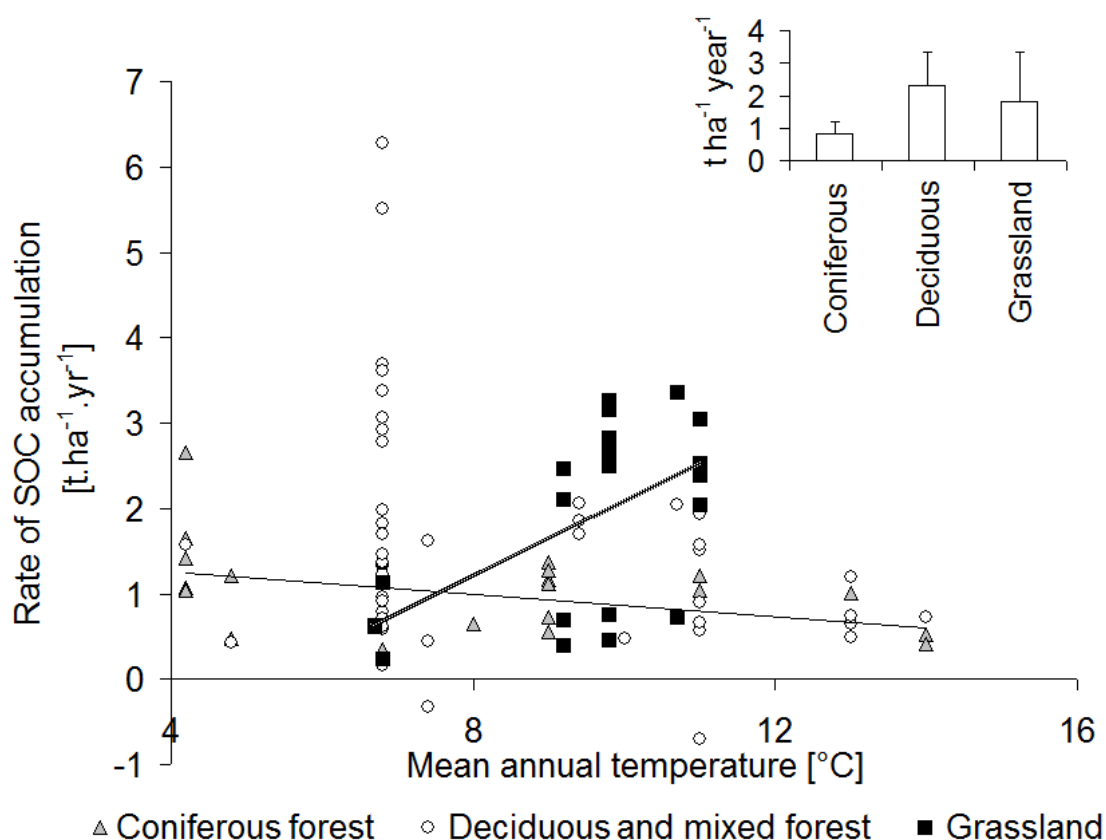 t ha⁻¹ year⁻¹
4
3
2
1
0
Coniferous
Deciduous
Grassland
Rate of SOC accumulation
[t.ha⁻¹.yr⁻¹]
7
6
5
4
3
2
1
0
-1
4 8 12 16
Mean annual temperature [°C]
Coniferous forest Deciduous and mixed forest Grassland